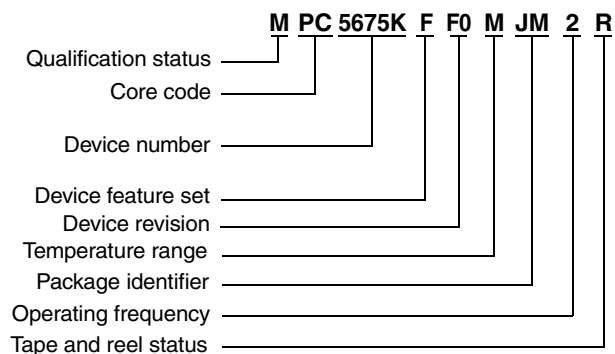 M PC 5675K F F0 M JM 2 R
Qualification status
Core code
Device number
Device feature set
Device revision
Temperature range
Package identifier
Operating frequency
Tape and reel status